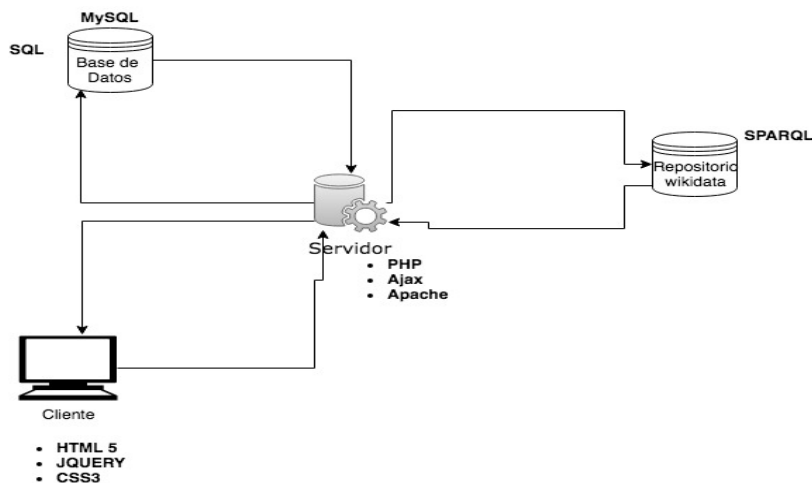 MySQL
SQL
Base de
Datos
SPARQL
Repositorio
wikidata
Servidor
• PHP
• Ajax
• Apache
Cliente
• HTML 5
• JQUERY
• CSS3